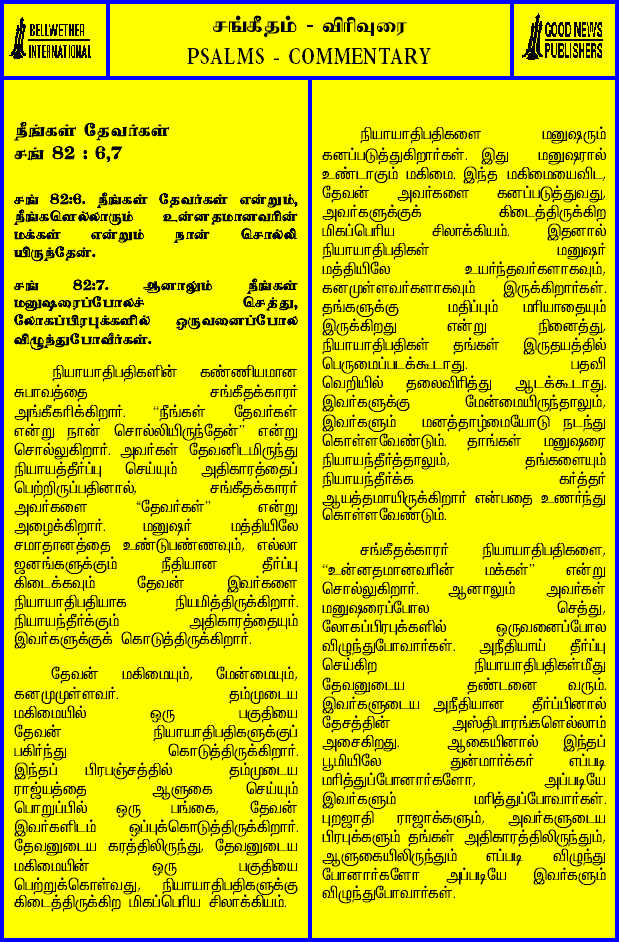 BELLWETHER
INTERNATIONAL
சங்கீதம் - விரிவுரை
PSALMS - COMMENTARY
GOOD NEWS
PUBLISHERS
நீங்கள் தேவர்கள்
சங் 82 : 6,7
சங் 82:6. நீங்கள் தேவர்கள் என்றும்,
நீங்களெல்லாரும் உன்னதமானவரின்
மக்கள் என்றும் நான் சொல்லி
யிருந்தேன்.
சங் 82:7. ஆனாலும் நீங்கள்
மனுஷரைப்போலச் செத்து,
லோகப்பிரபுக்களில் ஒருவனைப்போல
விழுந்துபோவீர்கள்.
நியாயாதிபதிகளின் கண்ணியமான
சுபாவத்தை சங்கீதக்காரர்
அங்கீகரிக்கிறார். “நீங்கள் தேவர்கள்
என்று நான் சொல்லியிருந்தேன்” என்று
சொல்லுகிறார். அவர்கள் தேவனிடமிருந்து
நியாயத்தீர்ப்பு செய்யும் அதிகாரத்தைப்
பெற்றிருப்பதினால், சங்கீதக்காரர்
அவர்களை “தேவர்கள்” என்று
அழைக்கிறார். மனுஷர் மத்தியிலே
சமாதானத்தை உண்டுபண்ணவும், எல்லா
ஜனங்களுக்கும் நீதியான தீர்ப்பு
கிடைக்கவும் தேவன் இவர்களை
நியாயாதிபதியாக நியமித்திருக்கிறார்.
நியாயந்தீர்க்கும் அதிகாரத்தையும்
இவர்களுக்குக் கொடுத்திருக்கிறார்.
தேவன் மகிமையும், மேன்மையும்,
கனமுமுள்ளவர். தம்முடைய
மகிமையில் ஒரு பகுதியை
தேவன் நியாயாதிபதிகளுக்குப்
பகிர்ந்து கொடுத்திருக்கிறார்.
இந்தப் பிரபஞ்சத்தில் தம்முடைய
ராஜ்யத்தை ஆளுகை செய்யும்
பொறுப்பில் ஒரு பங்கை, தேவன்
இவர்களிடம் ஒப்புக்கொடுத்திருக்கிறார்.
தேவனுடைய கரத்திலிருந்து, தேவனுடைய
மகிமையின் ஒரு பகுதியை
பெற்றுக்கொள்வது, நியாயாதிபதிகளுக்கு
கிடைத்திருக்கிற மிகப்பெரிய சிலாக்கியம்.
நியாயாதிபதிகளை மனுஷரும்
கனப்படுத்துகிறார்கள். இது மனுஷரால்
உண்டாகும் மகிமை. இந்த மகிமையைவிட,
தேவன் அவர்களை கனப்படுத்துவது,
அவர்களுக்குக் கிடைத்திருக்கிற
மிகப்பெரிய சிலாக்கியம். இதனால்
நியாயாதிபதிகள் மனுஷர்
மத்தியிலே உயர்ந்தவர்களாகவும்,
கனமுள்ளவர்களாகவும் இருக்கிறார்கள்.
தங்களுக்கு மதிப்பும் மரியாதையும்
இருக்கிறது என்று நினைத்து,
நியாயாதிபதிகள் தங்கள் இருதயத்தில்
பெருமைப்படக்கூடாது. பதவி
வெறியில் தலைவிரித்து ஆடக்கூடாது.
இவர்களுக்கு மேன்மையிருந்தாலும்,
இவர்களும் மனத்தாழ்மையோடு நடந்து
கொள்ளவேண்டும். தாங்கள் மனுஷரை
நியாயந்தீர்த்தாலும், தங்களையும்
நியாயந்தீர்க்க கர்த்தர்
ஆயத்தமாயிருக்கிறார் என்பதை உணர்ந்து
கொள்ளவேண்டும்.
சங்கீதக்காரர் நியாயாதிபதிகளை,
“உன்னதமானவரின் மக்கள்” என்று
சொல்லுகிறார். ஆனாலும் அவர்கள்
மனுஷரைப்போல செத்து,
லோகப்பிரபுக்களில் ஒருவனைப்போல
விழுந்துபோவார்கள். அநீதியாய் தீர்ப்பு
செய்கிற நியாயாதிபதிகள்மீது
தேவனுடைய தண்டனை வரும்.
இவர்களுடைய அநீதியான தீர்ப்பினால்
தேசத்தின் அஸ்திபாரங்களெல்லாம்
அசைகிறது. ஆகையினால் இந்தப்
பூமியிலே துன்மார்க்கர் எப்படி
மரித்துப்போனார்களோ, அப்படியே
இவர்களும் மரித்துப்போவார்கள்.
புறஜாதி ராஜாக்களும், அவர்களுடைய
பிரபுக்களும் தங்கள் அதிகாரத்திலிருந்தும்,
ஆளுகையிலிருந்தும் எப்படி விழுந்து
போனார்களோ அப்படியே இவர்களும்
விழுந்துபோவார்கள்.